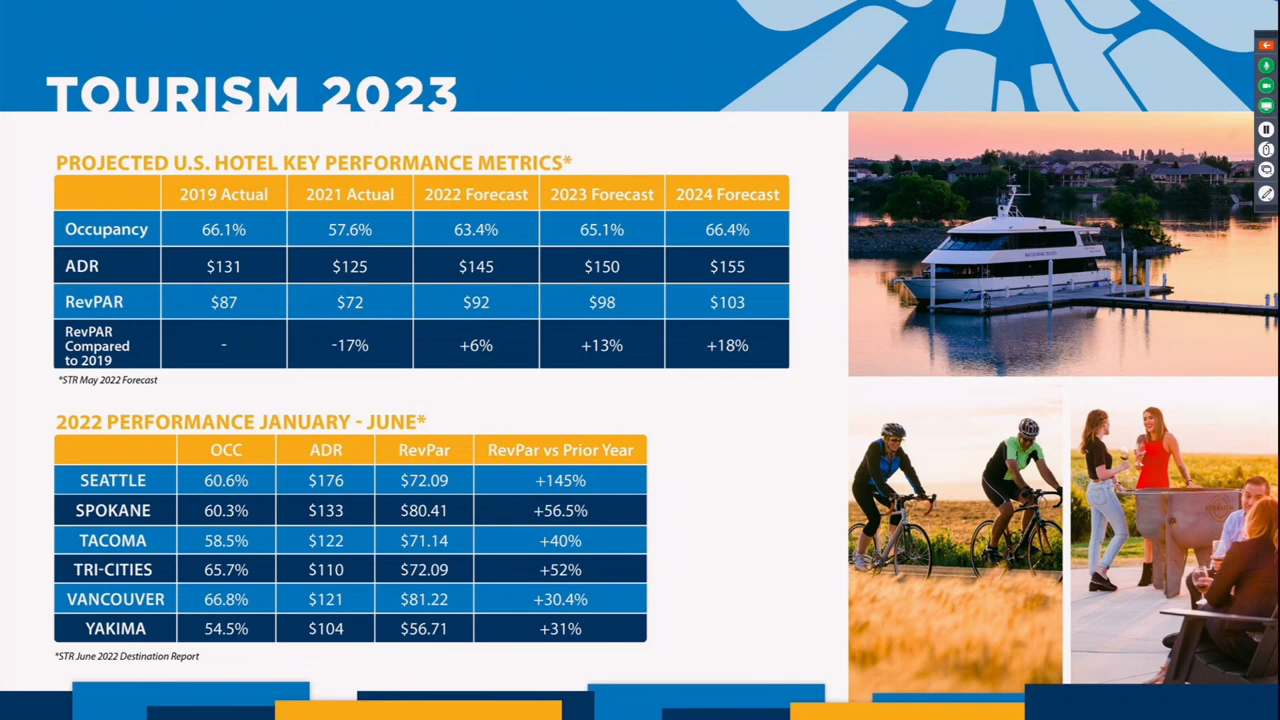 TOURISM 2023
PROJECTED U.S. HOTEL KEY PERFORMANCE METRICS*
2019 Actual 2021 Actual 2022 Forecast 2023 Forecast 2024 Forecast
Occupancy 66.1% 57.6% 63.4% 65.1% 66.4%
ADR $131 $125 $145 $150 $155
RevPAR $87 $72 $92 $98 $103
RevPAR
Compared
to 2019 - -17% +6% +13% +18%
*STR May 2022 Forecast
2022 PERFORMANCE JANUARY - JUNE*
OCC ADR RevPar RevPar vs Prior Year
SEATTLE 60.6% $176 $72.09 +145%
SPOKANE 60.3% $133 $80.41 +56.5%
TACOMA 58.5% $122 $71.14 +40%
TRI-CITIES 65.7% $110 $72.09 +52%
VANCOUVER 66.8% $121 $81.22 +30.4%
YAKIMA 54.5% $104 $56.71 +31%
*STR June 2022 Destination Report